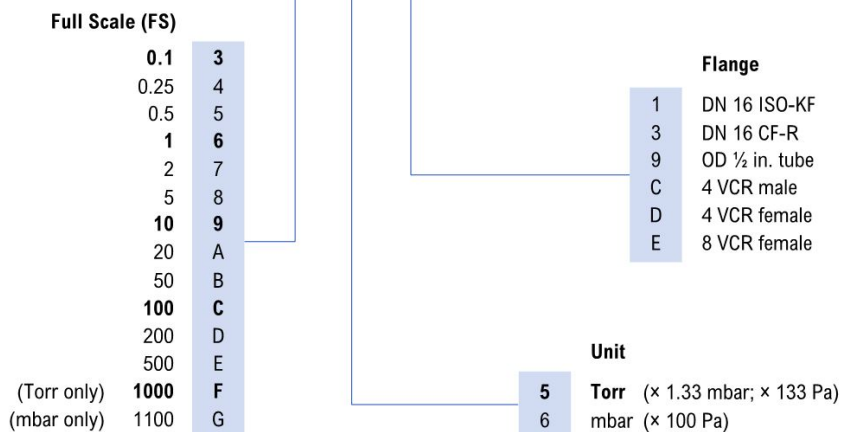 Full Scale (FS)
0.1 3
0.25 4
0.5 5
1 6
2 7
5 8
10 9
20 A
50 B
100 C
200 D
500 E
(Torr only) 1000 F
(mbar only) 1100 G
Flange
1 DN 16 ISO-KF
3 DN 16 CF-R
9 OD ½ in. tube
C 4 VCR male
D 4 VCR female
E 8 VCR female
Unit
5 Torr (× 1.33 mbar; × 133 Pa)
6 mbar (× 100 Pa)